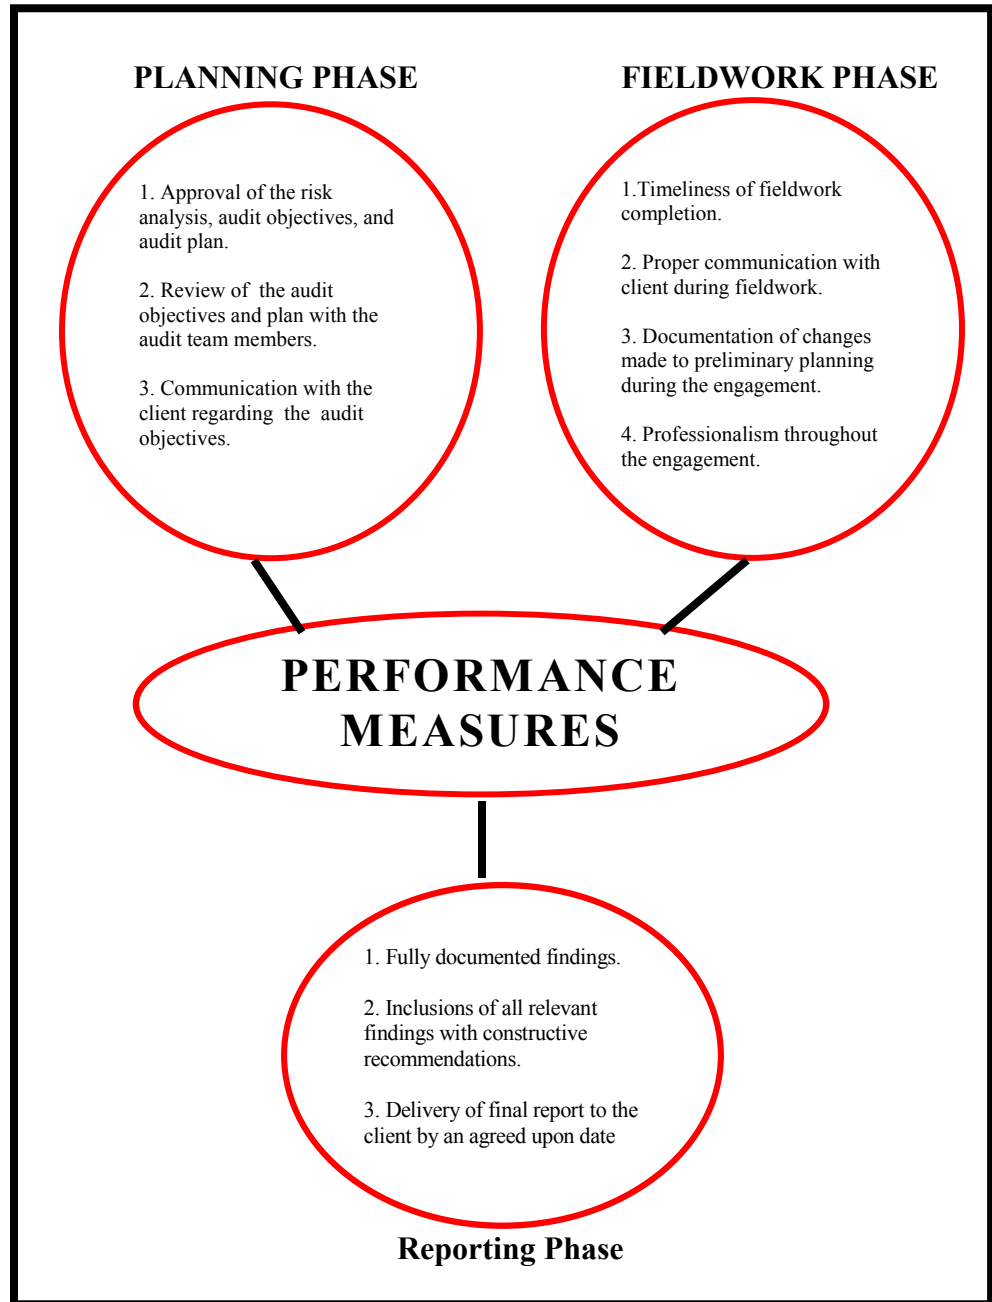 PLANNING PHASE
1. Approval of the risk
analysis, audit objectives, and
audit plan.
2. Review of the audit
objectives and plan with the
audit team members.
3. Communication with the
client regarding the audit
objectives.
FIELDWORK PHASE
1.Timeliness of fieldwork
completion.
2. Proper communication with
client during fieldwork.
3. Documentation of changes
made to preliminary planning
during the engagement.
4. Professionalism throughout
the engagement.
PERFORMANCE
MEASURES
1. Fully documented findings.
2. Inclusions of all relevant
findings with constructive
recommendations.
3. Delivery of final report to the
client by an agreed upon date
Reporting Phase